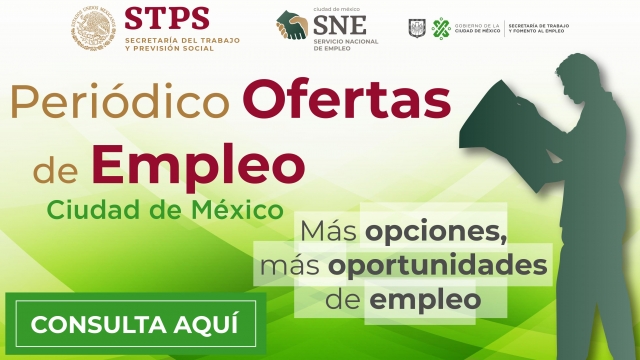 STPS
SECRETARÍA DEL TRABAJO
Y PREVISIÓN SOCIAL
ciudad de méxico
SNE
SERVICIO NACIONAL
DE EMPLEO
GOBIERNO DE LA
CIUDAD DE MÉXICO
SECRETARÍA DE TRABAJO
Y FOMENTO AL EMPLEO
Periódico Ofertas
de Empleo
Ciudad de México
Más opciones,
más oportunidades
de empleo
CONSULTA AQUÍ